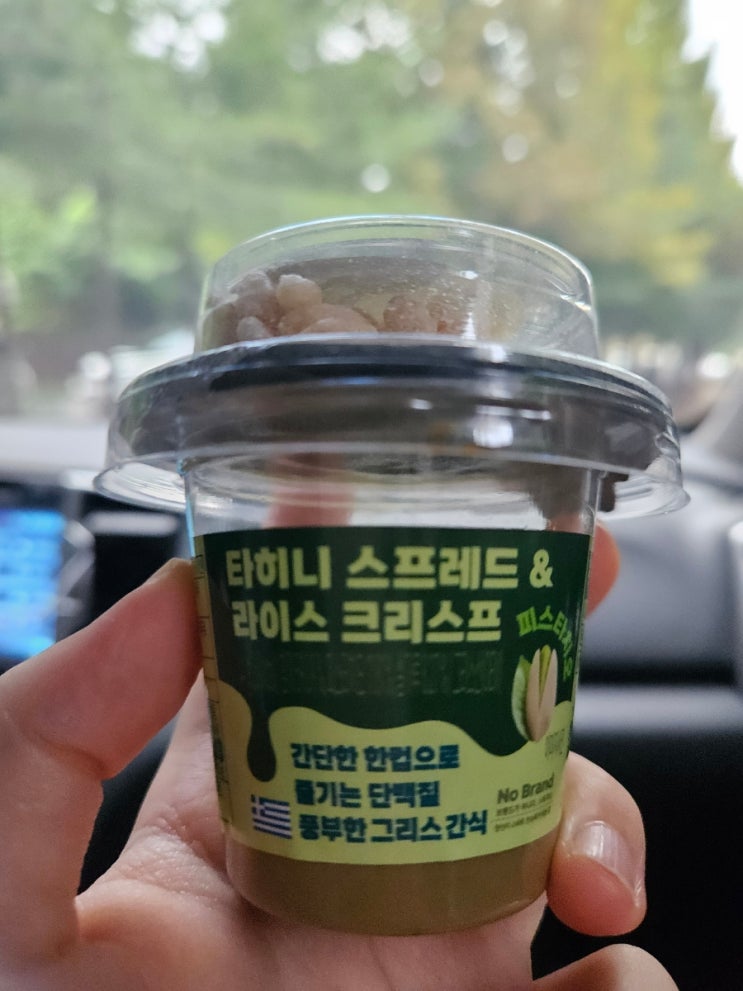 타히니 스프레드 &
라이스 크리스프
피스타치오
간단한 한컵으로
즐기는 단백질
풍부한 그리스 간식
No Brand